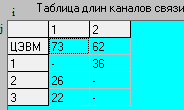 i Таблица длин каналов связи
j 1 2
ЦЭВМ 73 62
1 - 36
2 26 -
3 22 -